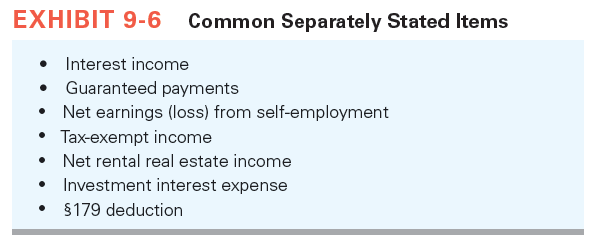 EXHIBIT 9-6 Common Separately Stated Items
• Interest income
• Guaranteed payments
• Net earnings (loss) from self-employment
• Tax-exempt income
• Net rental real estate income
• Investment interest expense
• §179 deduction